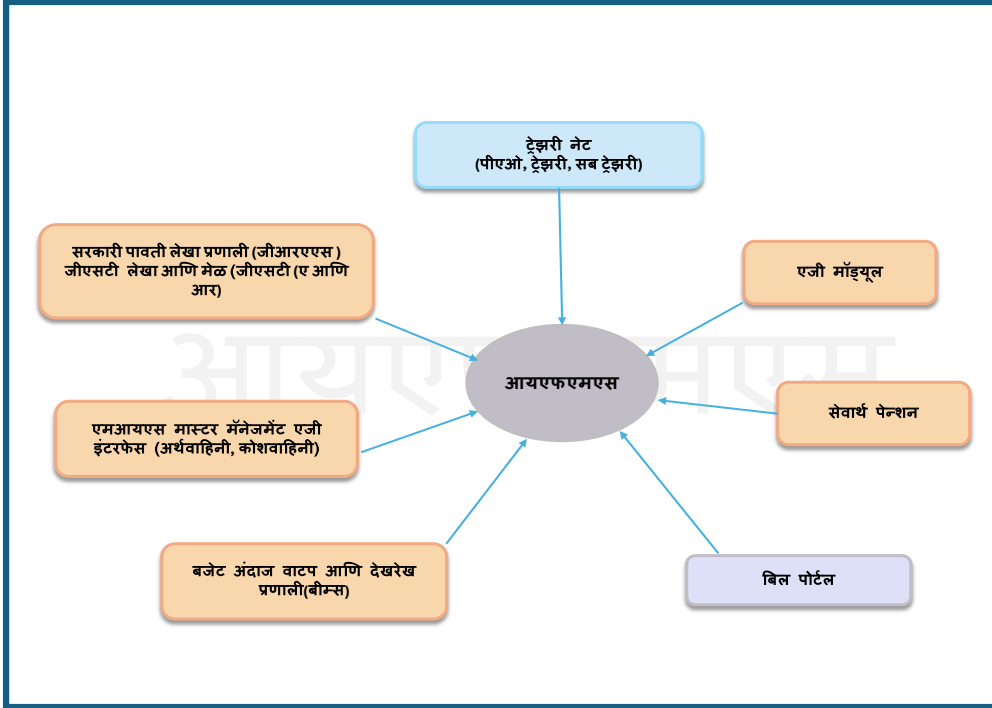 ट्रेझरी नेट
(पीएओ, ट्रेझरी, सब ट्रेझरी)
सरकारी पावती लेखा प्रणाली (जीआरएएस )
जीएसटी लेखा आणि मेळ (जीएसटी (ए आणि
आर)
एजी मॉड्यूल
आयएफएमएस
सेवार्थ पेन्शन
एमआयएस मास्टर मॅनेजमेंट एजी
इंटरफेस (अर्थवाहिनी, कोशवाहिनी)
बजेट अंदाज वाटप आणि देखरेख
प्रणाली(बीम्स)
बिल पोर्टल